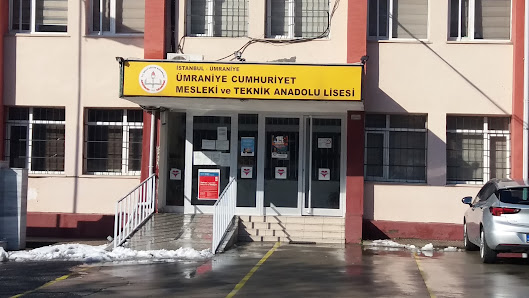 İSTANBUL - ÜMRANİYE
ÜMRANİYE CUMHURİYET
MESLEKİ ve TEKNİK ANADOLU LİSESİ